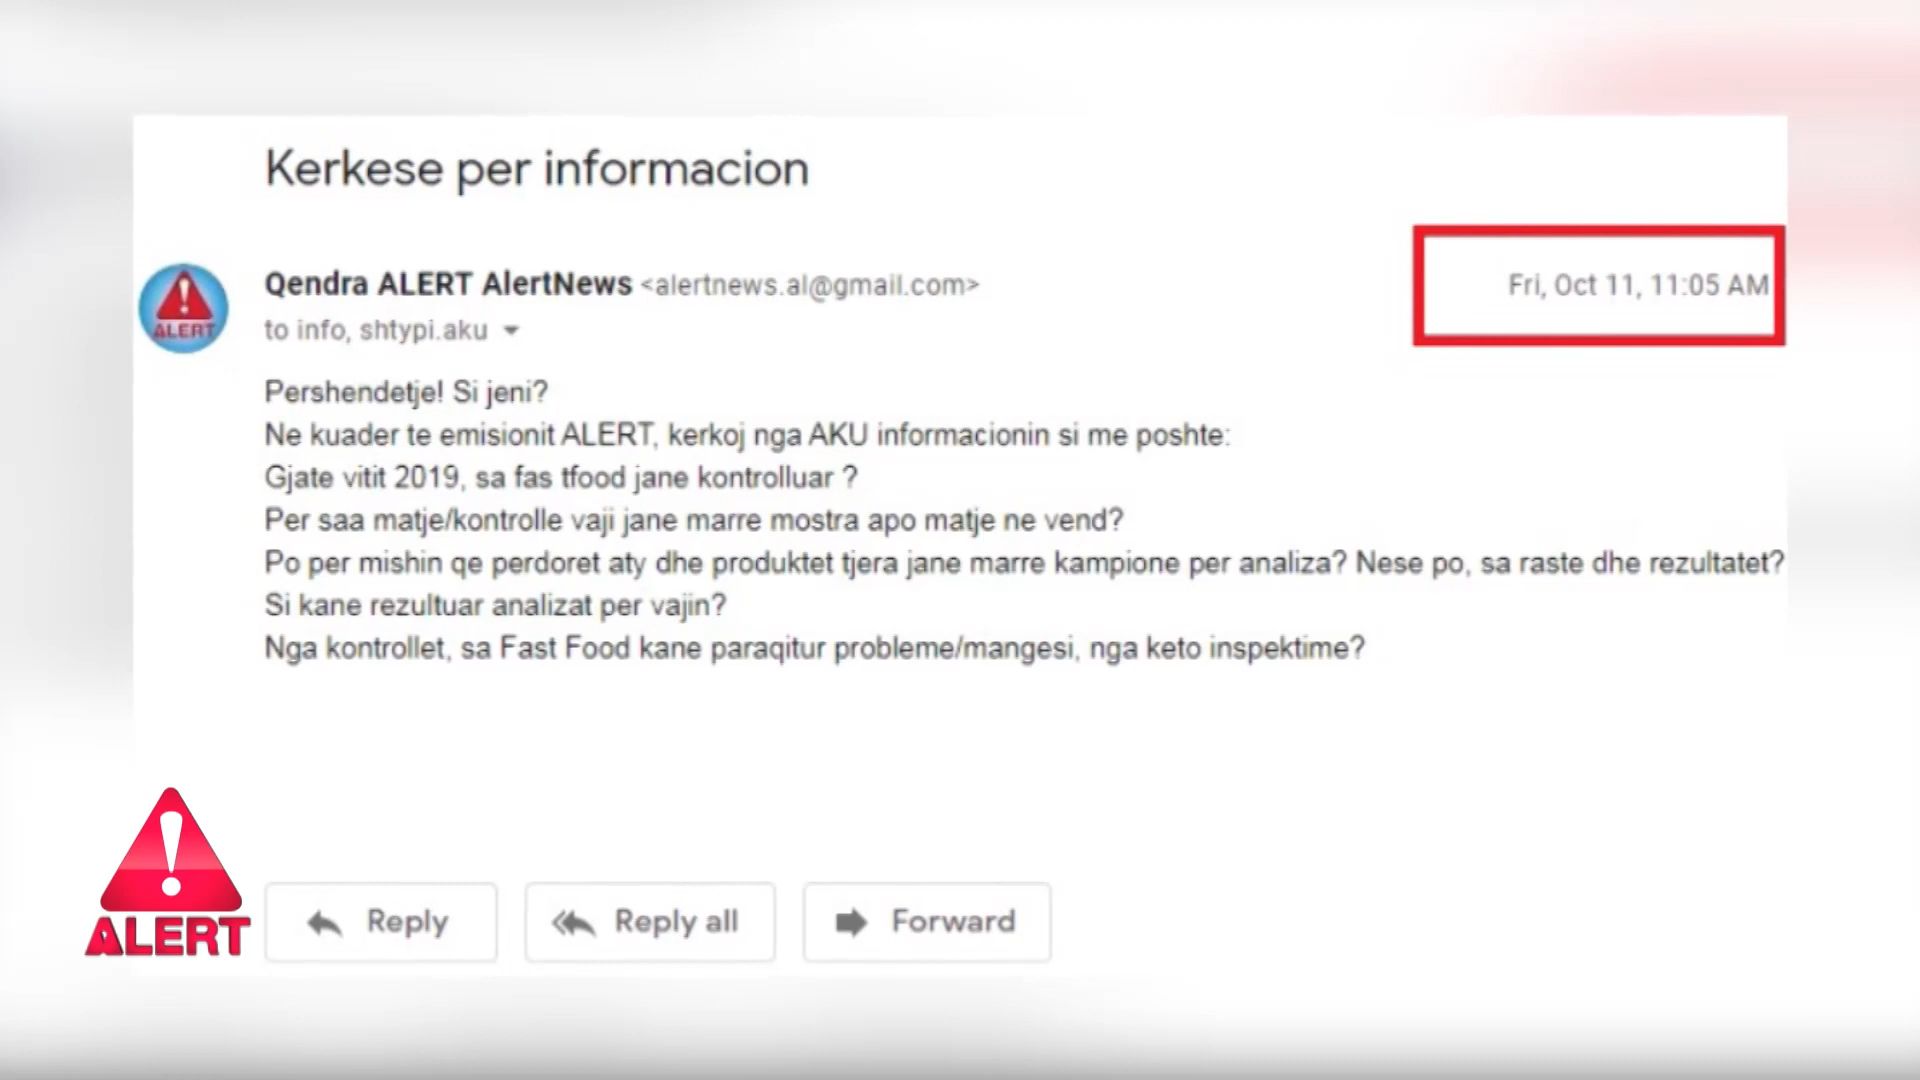 Kerkese per informacion
Qendra ALERT AlertNews <alertnews.al@gmail.com>
Fri, Oct 11, 11:05 AM
ALERT
to info, shtypi.aku
Pershendetje! Si jeni?
Ne kuader te emisionit ALERT, kerkoj nga AKU informacionin si me poshte:
Gjate vitit 2019, sa fas tfood jane kontrolluar ?
Per saa matje/kontrolle vaji jane marre mostra apo matje ne vend?
Po per mishin qe perdoret aty dhe produktet tjera jane marre kampione per analiza? Nese po, sa raste dhe rezultatet?
Si kane rezultuar analizat per vajin?
Nga kontrollet, sa Fast Food kane paraqitur probleme/mangesi, nga keto inspektime?
ALERT
Reply
Reply all
Forward